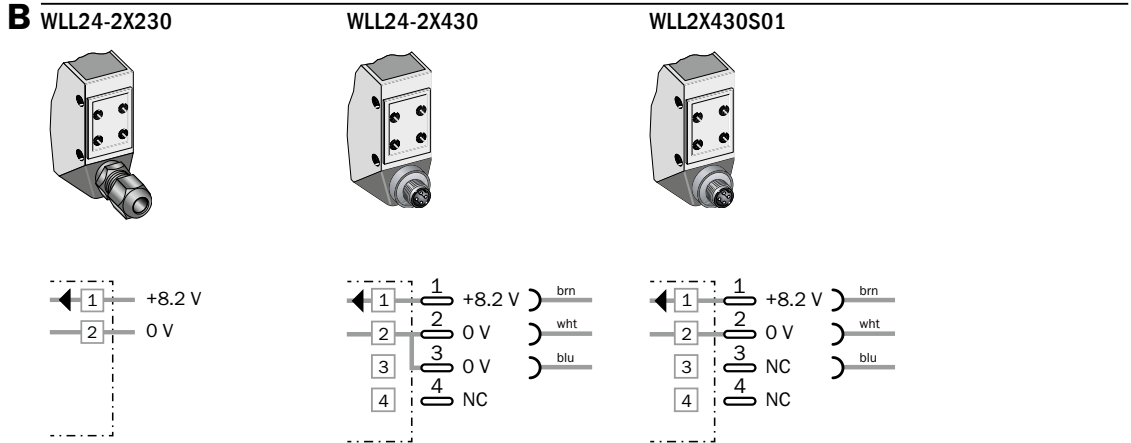 B WLL24-2X230 WLL24-2X430 WLL2X430S01
1 +8.2 V
2 0 V
1 1 +8.2 V brn
2 2 0 V wht
3 3 0 V blu
4 4 NC
1 1 +8.2 V brn
2 2 0 V wht
3 3 NC blu
4 4 NC